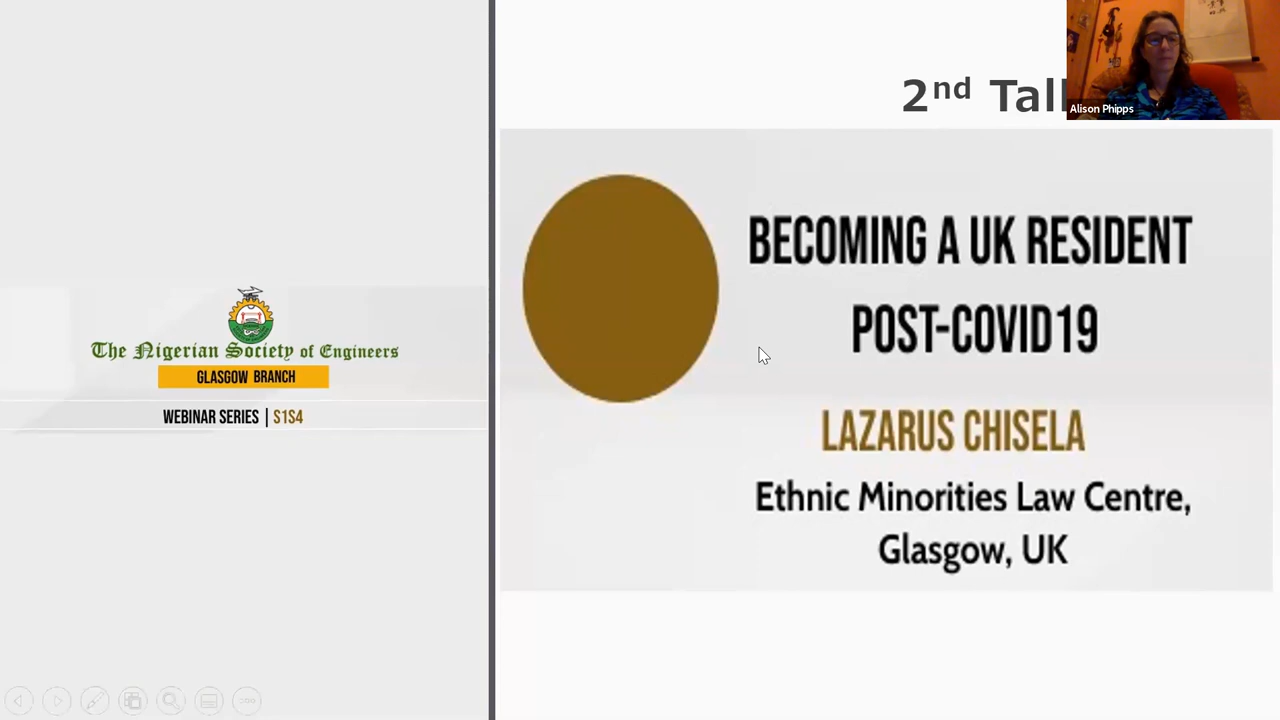 The Nigerian Society of Engineers
GLASGOW BRANCH
WEBINAR SERIES | S1S4
2nd Tal
Alison Phipps
BECOMING A UK RESIDENT
POST-COVID19
LAZARUS CHISELA
Ethnic Minorities Law Centre,
Glasgow, UK